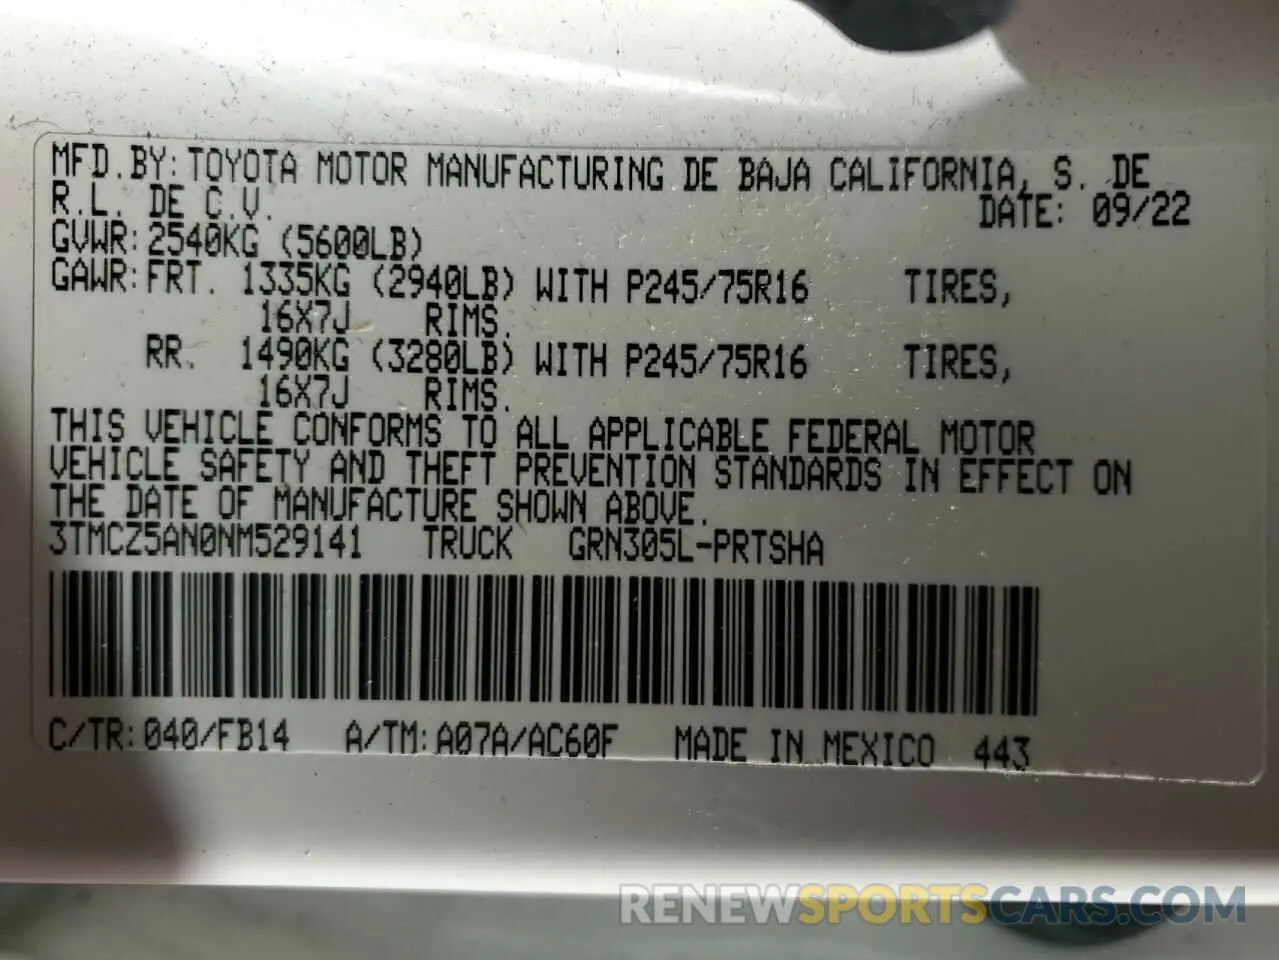 MFD.BY:TOYOTA MOTOR MANUFACTURING DE BAJA CALIFORNIA, S. DE
R.L. DE C.V. DATE: 09/22
GVWR:2540KG (5600LB)
GAWR:FRT. 1335KG (2940LB) WITH P245/75R16 TIRES,
16X7J RIMS.
RR. 1490KG (3280LB) WITH P245/75R16 TIRES,
16X7J RIMS.
THIS VEHICLE CONFORMS TO ALL APPLICABLE FEDERAL MOTOR
VEHICLE SAFETY AND THEFT PREVENTION STANDARDS IN EFFECT ON
THE DATE OF MANUFACTURE SHOWN ABOVE.
3TMCZ5AN0NM529141 TRUCK GRN305L-PRTSHA
C/TR:040/FB14 A/TM:A07A/AC60F MADE IN MEXICO 443
RENEWSPORTSCARS.COM